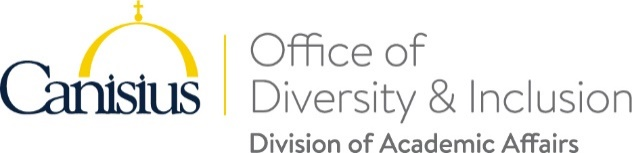 Canisius
Office of
Diversity & Inclusion
Division of Academic Affairs